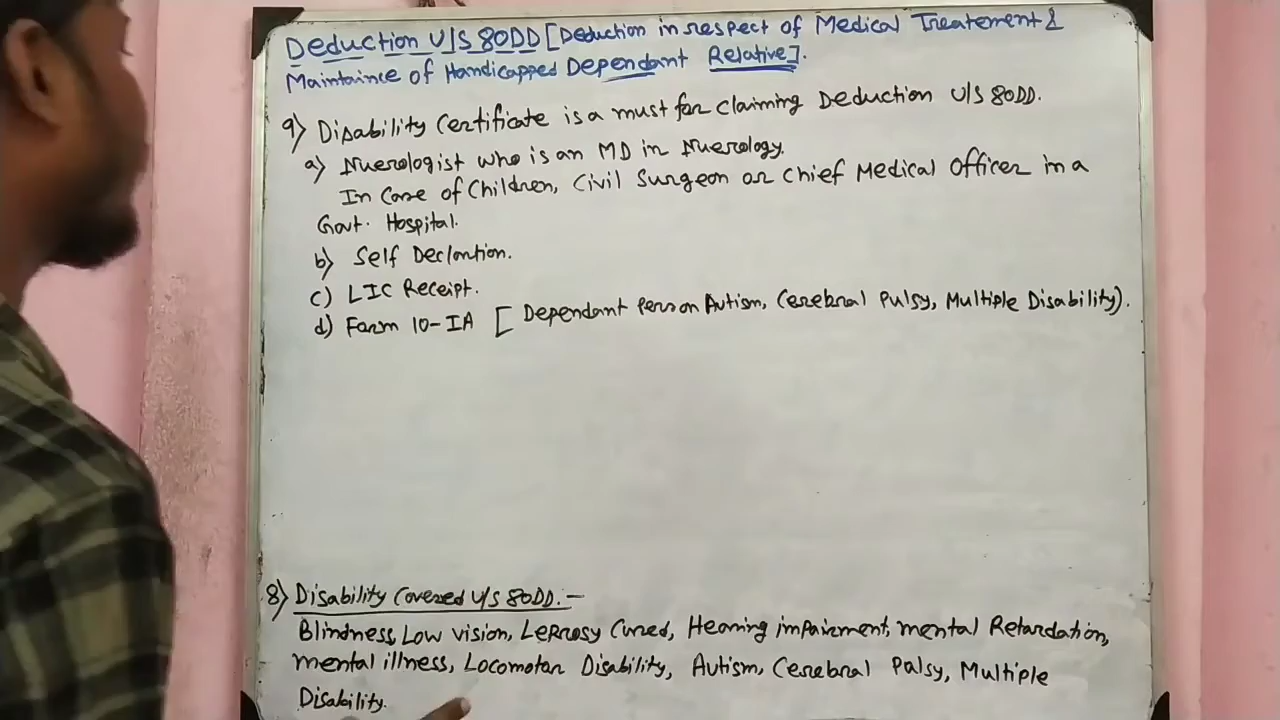 Deduction U/S 80DD [Deduction in respect of Medical Treatement &
Maintaince of Handicapped Dependant Relative].
9) Disability Certificate is a must for claiming Deduction U/S 80DD.
a) Nuerologist who is an MD in Nuerology.
In Case of Children, Civil Surgeon or Chief Medical Officer in a
Govt. Hospital.
b) Self Declartion.
c) LIC Receipt.
d) Form 10-IA [Dependant Person Autism, Cerebral Pulsy, Multiple Disability).
8) Disability Covered U/S 80DD.-
Blindness, Low vision, Leprosy Cured, Hearing impairment, mental Retardation,
mental illness, Locomotar Disability, Autism, Cerebral Palsy, Multiple
Disability.